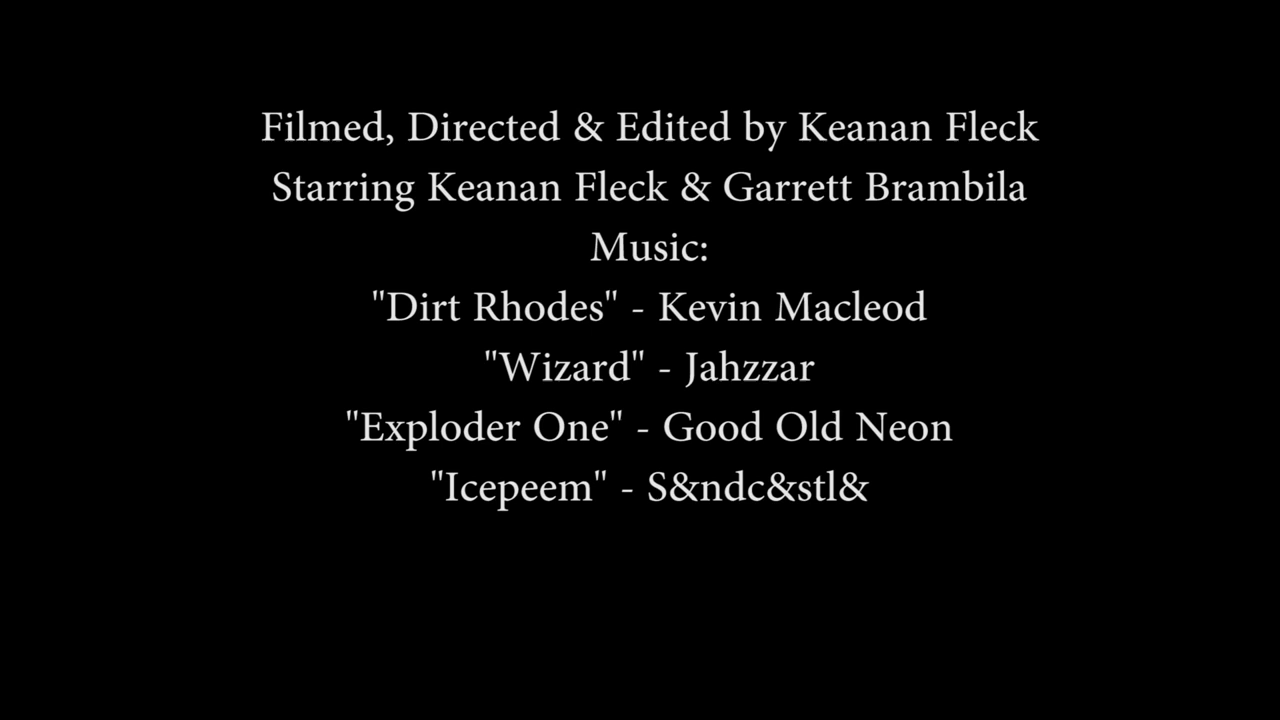 Filmed, Directed & Edited by Keanan Fleck
Starring Keanan Fleck & Garrett Brambila
Music:
"Dirt Rhodes" - Kevin Macleod
"Wizard" - Jahzzar
"Exploder One" - Good Old Neon
"Icepeem" - S&ndc&stl&